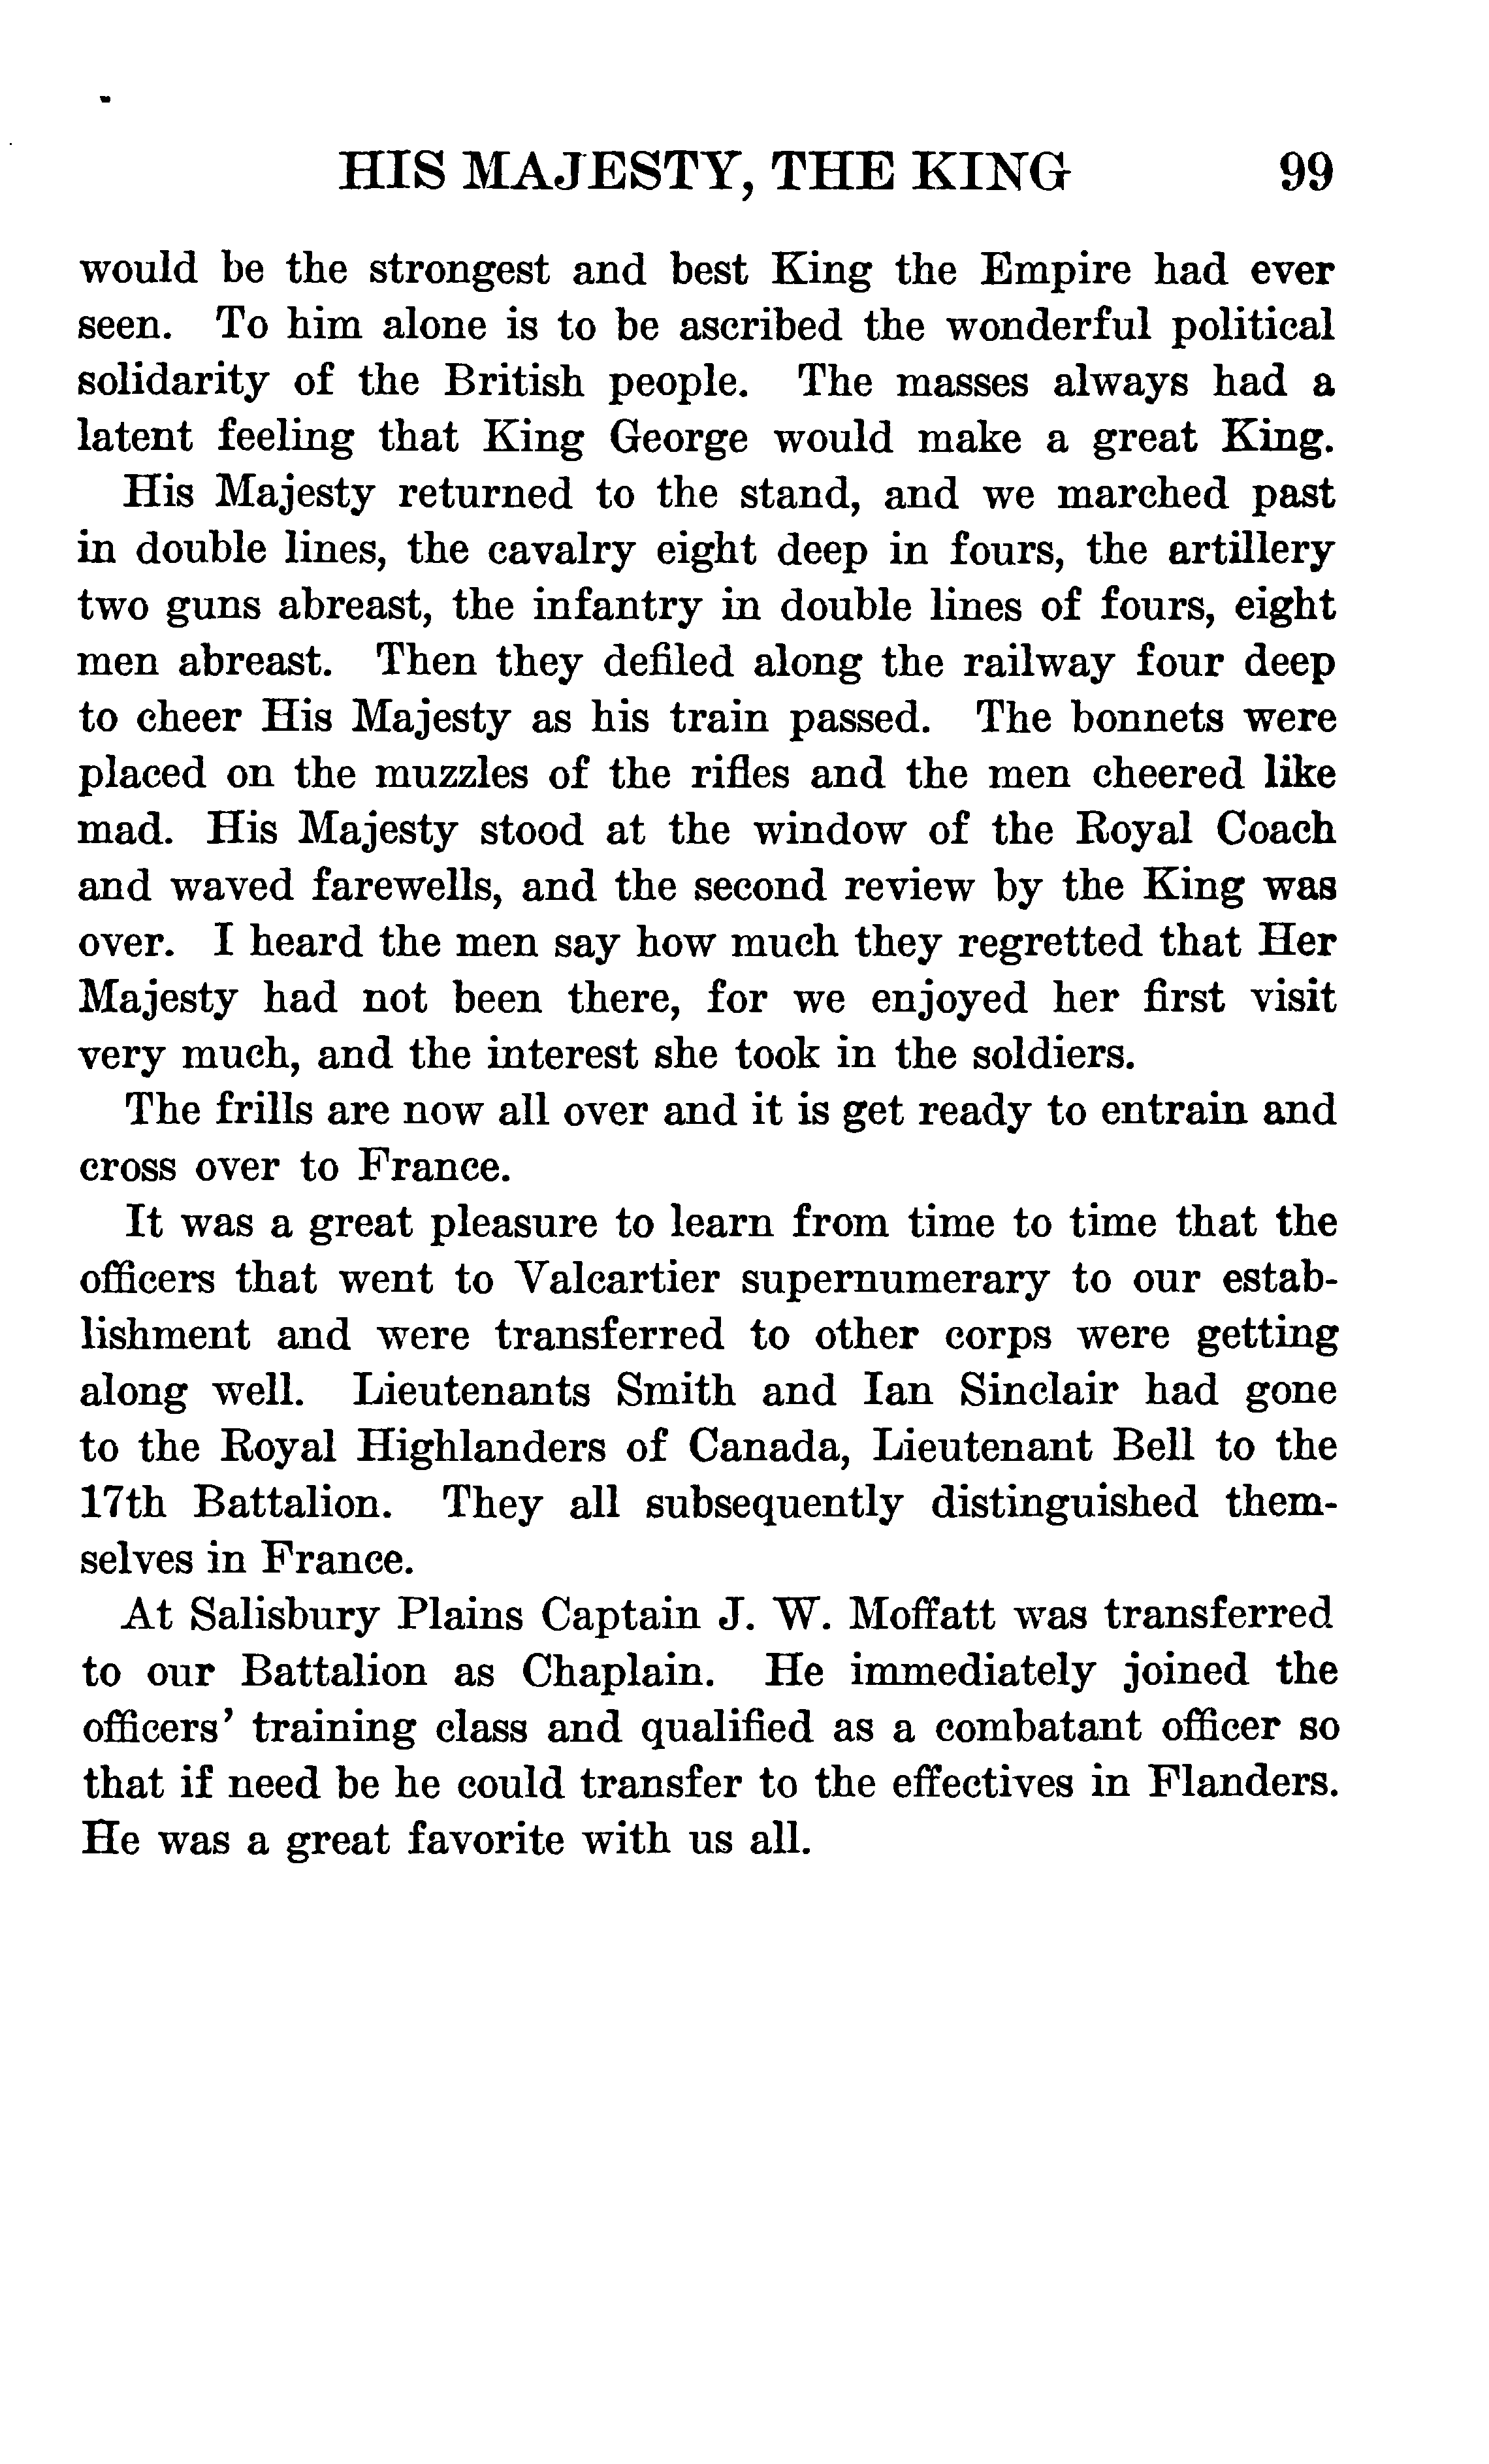 HIS MAJESTY, THE KING 99
would be the strongest and best King the Empire had ever
seen. To him alone is to be ascribed the wonderful political
solidarity of the British people. The masses always had a
latent feeling that King George would make a great King.
His Majesty returned to the stand, and we marched past
in double lines, the cavalry eight deep in fours, the artillery
two guns abreast, the infantry in double lines of fours, eight
men abreast. Then they defiled along the railway four deep
to cheer His Majesty as his train passed. The bonnets were
placed on the muzzles of the rifles and the men cheered like
mad. His Majesty stood at the window of the Royal Coach
and waved farewells, and the second review by the King was
over. I heard the men say how much they regretted that Her
Majesty had not been there, for we enjoyed her first visit
very much, and the interest she took in the soldiers.
The frills are now all over and it is get ready to entrain and
cross over to France.
It was a great pleasure to learn from time to time that the
officers that went to Valcartier supernumerary to our estab-
lishment and were transferred to other corps were getting
along well. Lieutenants Smith and Ian Sinclair had gone
to the Royal Highlanders of Canada, Lieutenant Bell to the
17th Battalion. They all subsequently distinguished them-
selves in France.
At Salisbury Plains Captain J. W. Moffatt was transferred
to our Battalion as Chaplain. He immediately joined the
officers' training class and qualified as a combatant officer so
that if need be he could transfer to the effectives in Flanders.
He was a great favorite with us all.